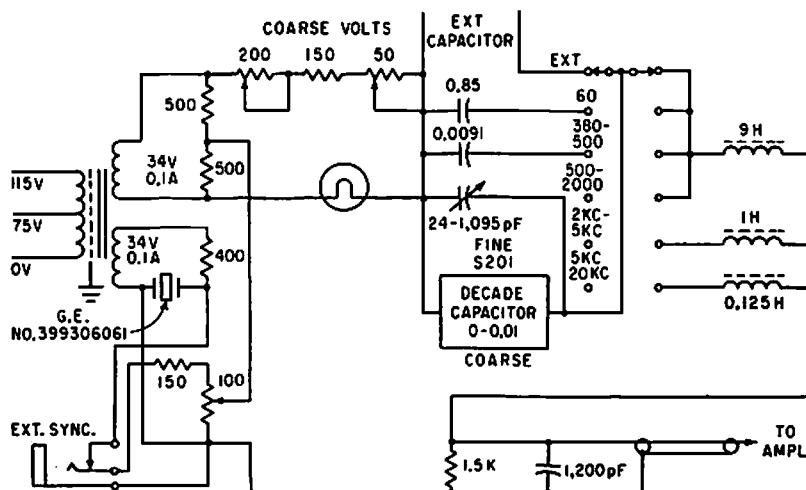 COARSE VOLTS
200
150
50
EXT
CAPACITOR
EXT
0.85
60
500
0.0091
380-
500
34V
0.1A
500
9H
115V
500-
2000
75V
24-1,095pF
2KC-
5KC
1H
34V
0.1A
400
FINE
S201
5KC
20KC
0V
DECADE
CAPACITOR
0-0.01
0.125H
G.E.
NO.399306061
COARSE
150
100
EXT. SYNC.
TO
AMPL
1.5K
1,200pF